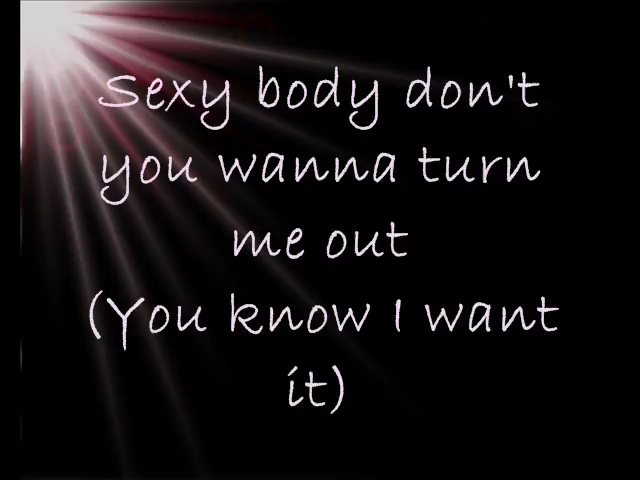 Sexy body don't
you wanna turn
me out
(You know I want
it)